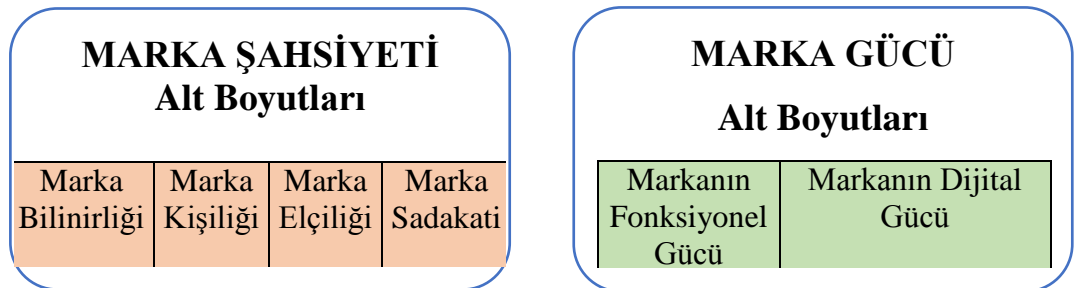 MARKA ŞAHSİYETİ
Alt Boyutları
Marka Bilinirliği
Marka Kişiliği
Marka Elçiliği
Marka Sadakati
MARKA GÜCÜ
Alt Boyutları
Markanın Fonksiyonel Gücü
Markanın Dijital Gücü